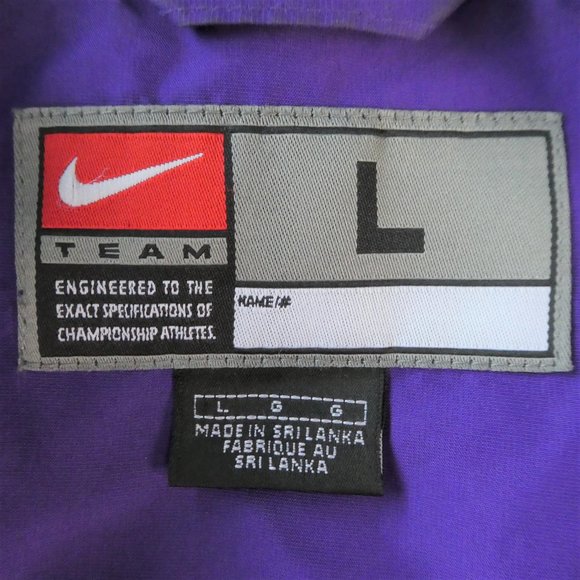 TEAM
ENGINEERED TO THE
EXACT SPECIFICATIONS OF
CHAMPIONSHIP ATHLETES.
L
NAME/#
L G G
MADE IN SRI LANKA
FABRIQUE AU
SRI LANKA